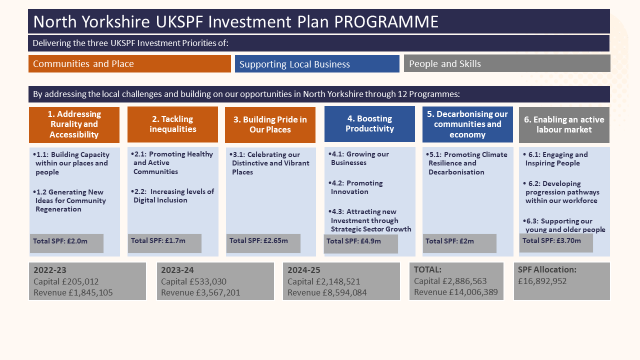 North Yorkshire UKSPF Investment Plan PROGRAMME
Delivering the three UKSPF Investment Priorities of:
Communities and Place
Supporting Local Business
People and Skills
By addressing the local challenges and building on our opportunities in North Yorkshire through 12 Programmes:
1. Addressing
Rurality and
Accessibility
•1.1: Building Capacity
within our places and
people
•1.2 Generating New
Ideas for Community
Regeneration
Total SPF: £2.0m
2. Tackling
inequalities
•2.1: Promoting Healthy
and Active
Communities
•2.2: Increasing levels of
Digital Inclusion
Total SPF: £1.7m
3. Building Pride in
Our Places
•3.1: Celebrating our
Distinctive and Vibrant
Places
Total SPF: £2.65m
4. Boosting
Productivity
•4.1: Growing our
Businesses
•4.2: Promoting
Innovation
•4.3: Attracting new
Investment through
Strategic Sector Growth
Total SPF: £4.9m
5. Decarbonising our
communities and
economy
•5.1: Promoting Climate
Resilience and
Decarbonisation
Total SPF: £2m
6. Enabling an active
labour market
• 6.1: Engaging and
Inspiring People
• 6.2: Developing
progression pathways
within our workforce
•6.3: Supporting our
young and older people
Total SPF: £3.70m
2022-23
Capital £205,012
Revenue £1,845,105
2023-24
Capital £533,030
Revenue £3,567,201
2024-25
Capital £2,148,521
Revenue £8,594,084
TOTAL:
Capital £2,886,563
Revenue £14,006,389
SPF Allocation:
£16,892,952